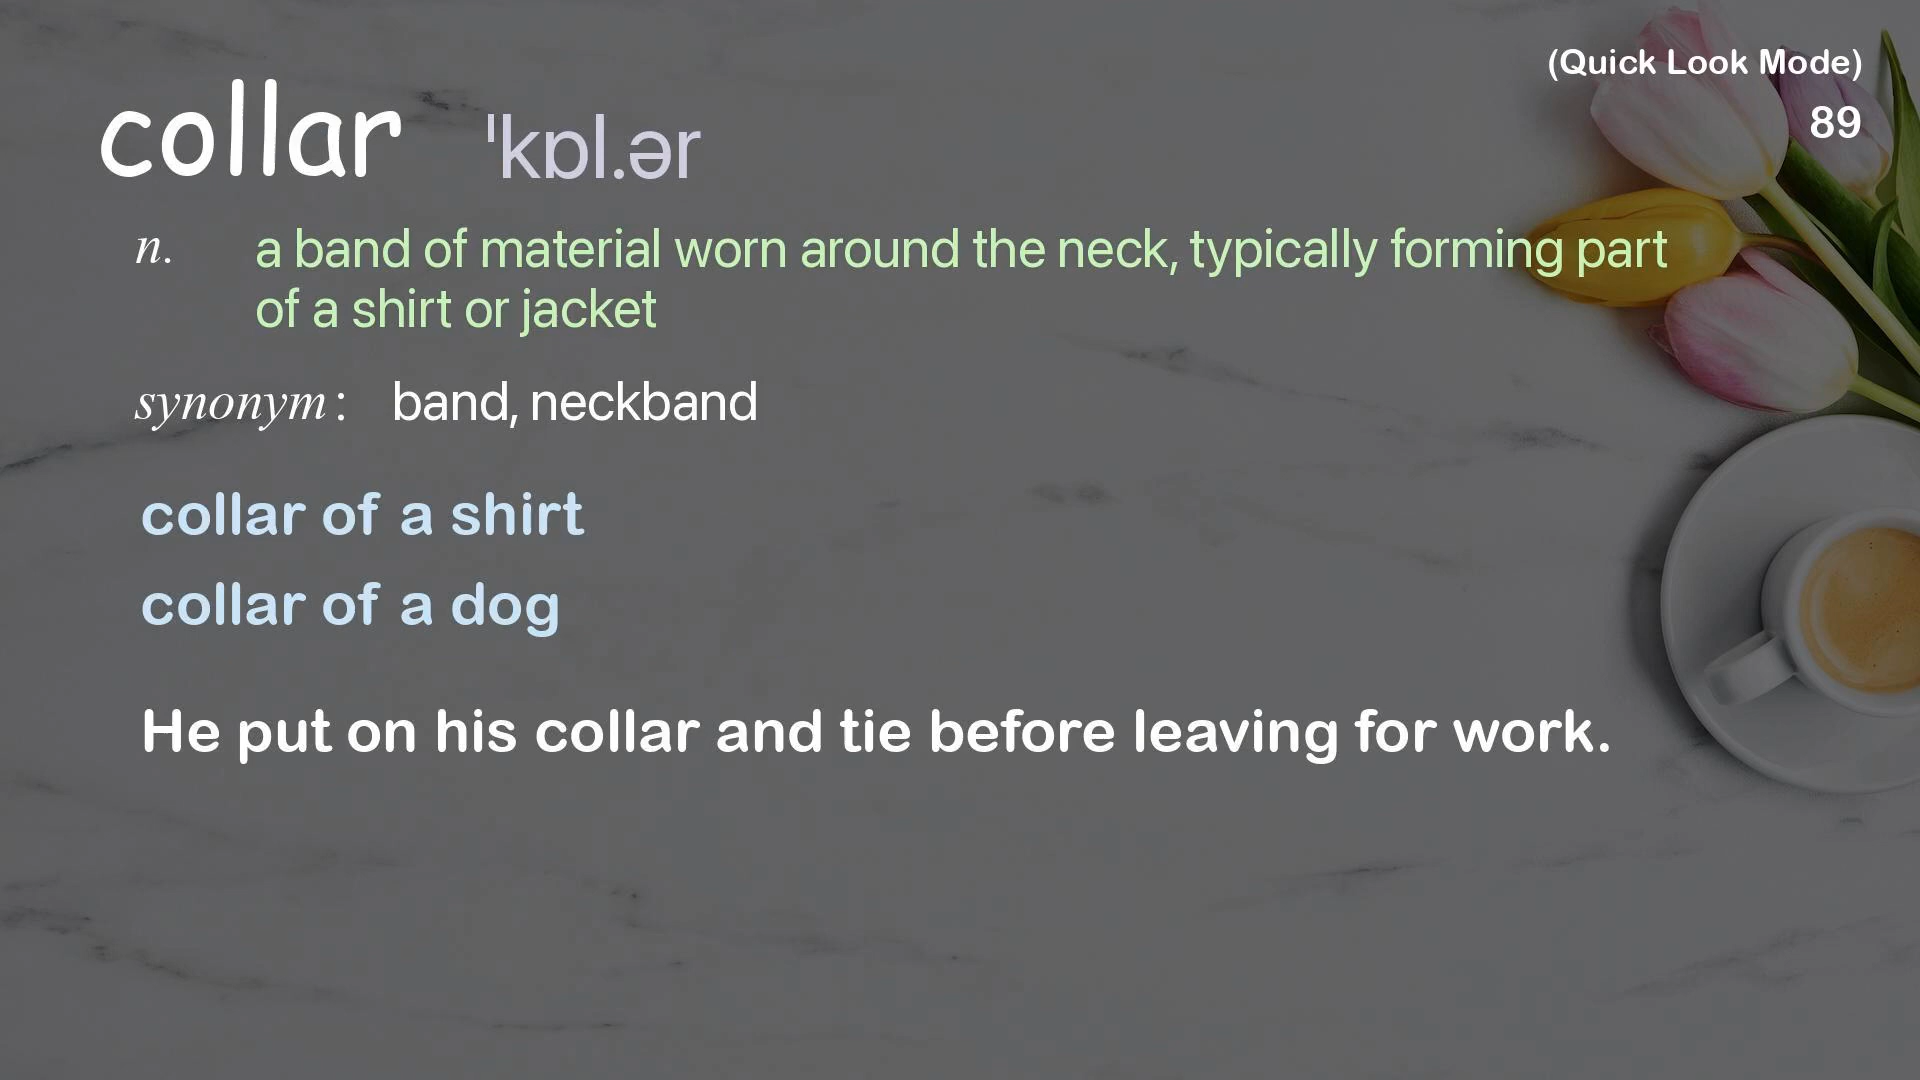 (Quick Look Mode)
89
collar ˈkɒl.ər
n. a band of material worn around the neck, typically forming part
of a shirt or jacket
synonym: band, neckband
collar of a shirt
collar of a dog
He put on his collar and tie before leaving for work.